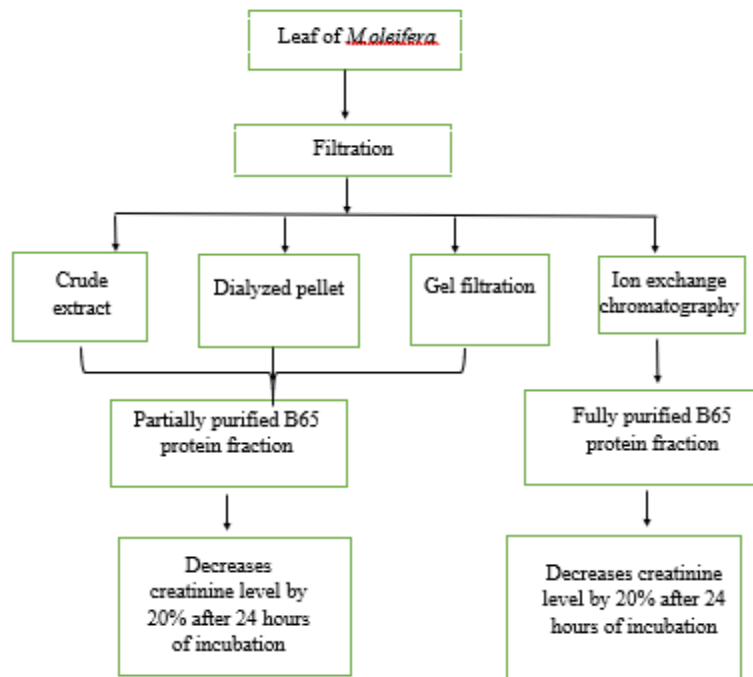 Leaf of M.oleifera
Filtration
Crude
extract
Dialyzed pellet
Gel filtration
Ion exchange
chromatography
Partially purified B65
protein fraction
Fully purified B65
protein fraction
Decreases
creatinine level by
20% after 24 hours
of incubation
Decreases creatinine
level by 20% after 24
hours of incubation